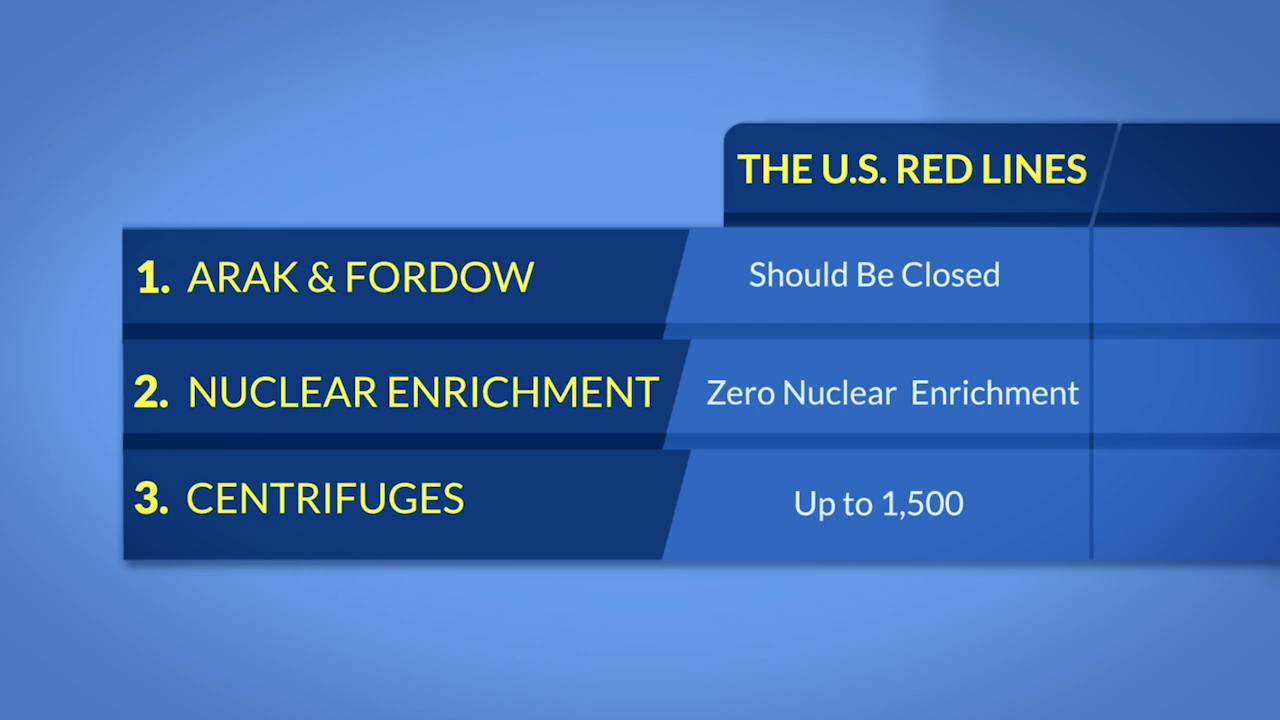 THE U.S. RED LINES
1. ARAK & FORDOW Should Be Closed
2. NUCLEAR ENRICHMENT Zero Nuclear Enrichment
3. CENTRIFUGES Up to 1,500